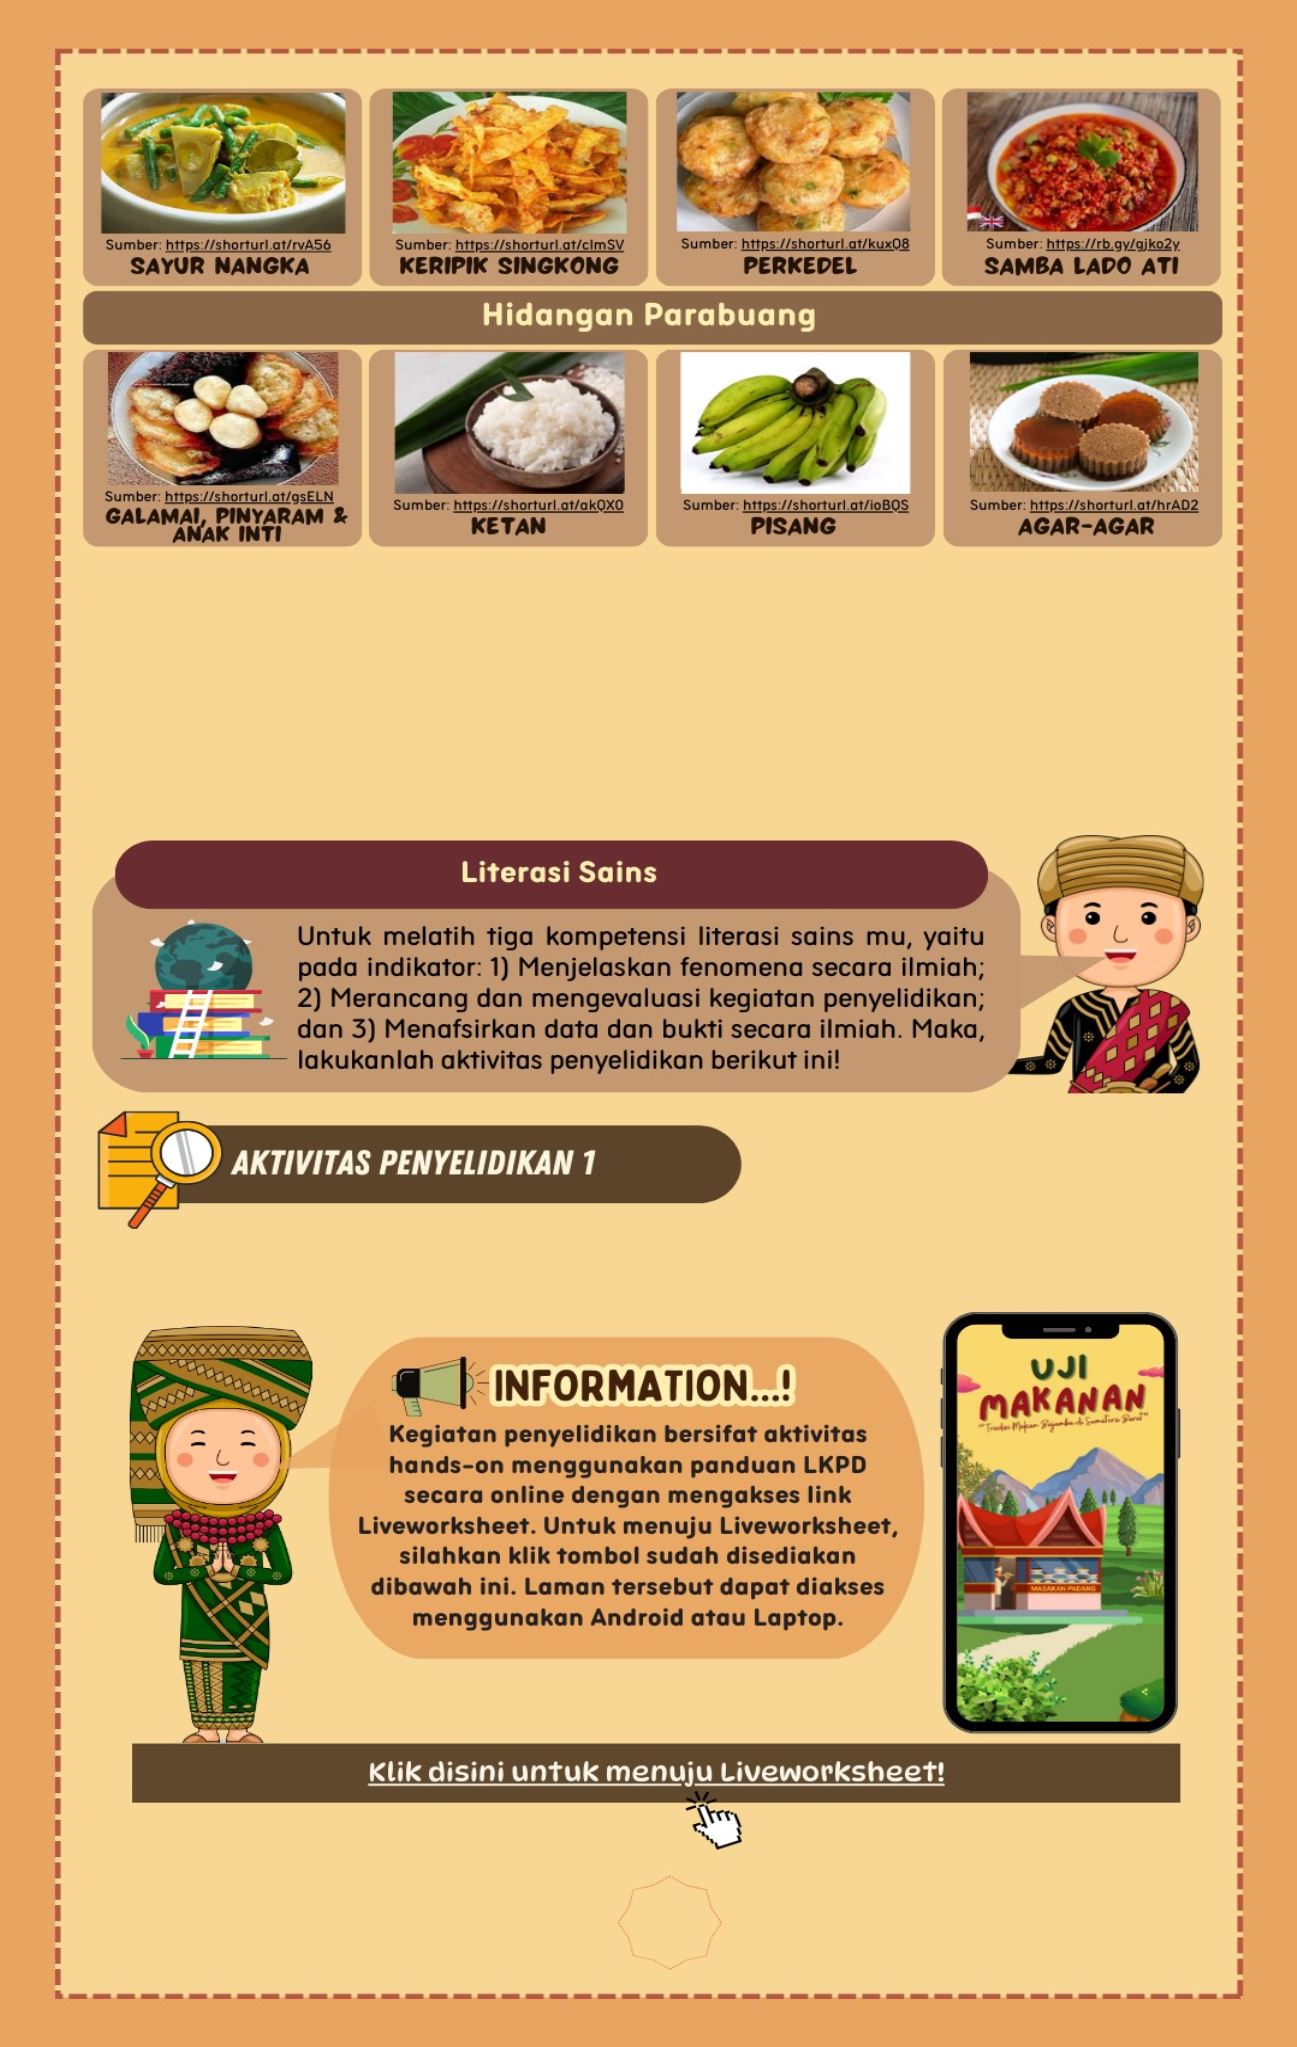 Sumber: https://shorturl.at/rvA56
SAYUR NANGKA
Sumber: https://shorturl.at/clmSV
KERIPIK SINGKONG
Sumber: https://shorturl.at/kuxQ8
PERKEDEL
Sumber: https://rb.gy/gjko2y
SAMBA LADO ATI
Hidangan Parabuang
Sumber: https://shorturl.at/gsELN
GALAMAI, PINYARAM &
ANAK INTI
Sumber: https://shorturl.at/akQX0
KETAN
Sumber: https://shorturl.at/ioBQS
PISANG
Sumber: https://shorturl.at/hrAD2
AGAR-AGAR
Literasi Sains
Untuk melatih tiga kompetensi literasi sains mu, yaitu
pada indikator: 1) Menjelaskan fenomena secara ilmiah;
2) Merancang dan mengevaluasi kegiatan penyelidikan;
dan 3) Menafsirkan data dan bukti secara ilmiah. Maka,
lakukanlah aktivitas penyelidikan berikut ini!
AKTIVITAS PENYELIDIKAN 1
INFORMATION...!
Kegiatan penyelidikan bersifat aktivitas
hands-on menggunakan panduan LKPD
secara online dengan mengakses link
Liveworksheet. Untuk menuju Liveworksheet,
silahkan klik tombol sudah disediakan
dibawah ini. Laman tersebut dapat diakses
menggunakan Android atau Laptop.
UJI
MAKANAN
"Tradisi Makan Bajamba di Sumatera Barat"
MASAKAN PADANG
Klik disini untuk menuju Liveworksheet!